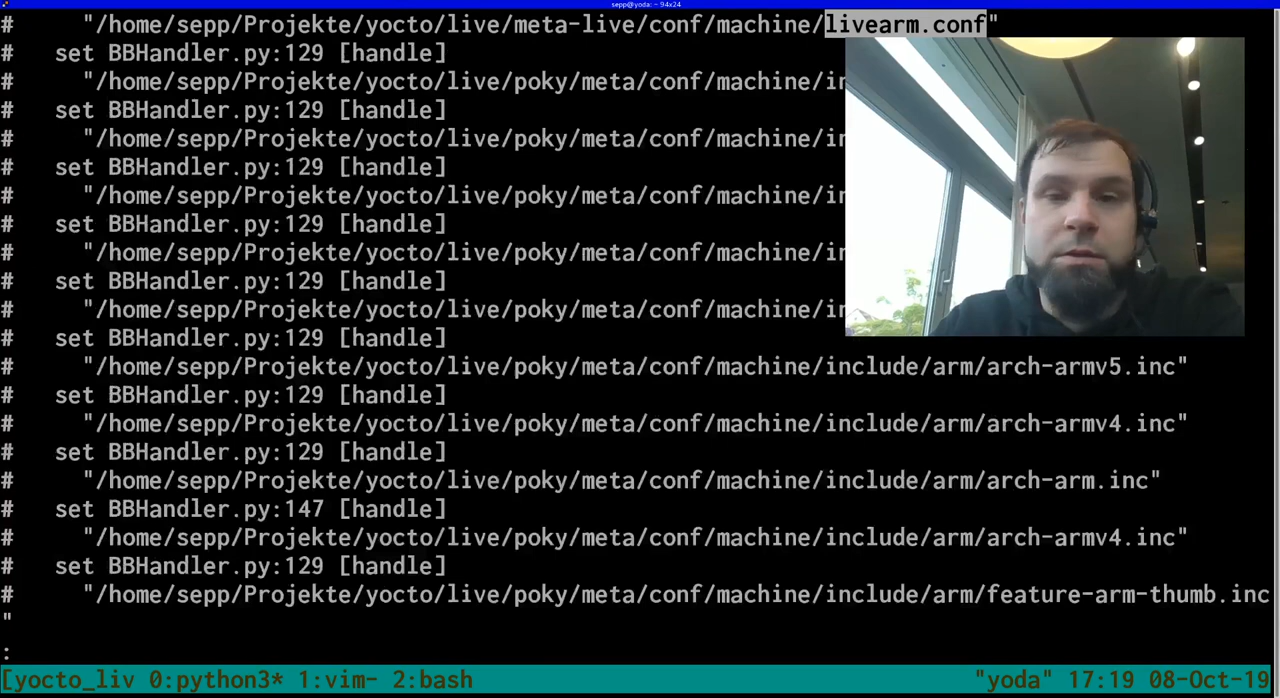 sepp@yoda: ~ 94x24
# "/home/sepp/Projekte/yocto/live/meta-live/conf/machine/livearm.conf"
# set BBHandler.py:129 [handle]
# "/home/sepp/Projekte/yocto/live/poky/meta/conf/machine/in
# set BBHandler.py:129 [handle]
# "/home/sepp/Projekte/yocto/live/poky/meta/conf/machine/in
# set BBHandler.py:129 [handle]
# "/home/sepp/Projekte/yocto/live/poky/meta/conf/machine/in
# set BBHandler.py:129 [handle]
# "/home/sepp/Projekte/yocto/live/poky/meta/conf/machine/in
# set BBHandler.py:129 [handle]
# "/home/sepp/Projekte/yocto/live/poky/meta/conf/machine/in
# set BBHandler.py:129 [handle]
# "/home/sepp/Projekte/yocto/live/poky/meta/conf/machine/include/arm/arch-armv5.inc"
# set BBHandler.py:129 [handle]
# "/home/sepp/Projekte/yocto/live/poky/meta/conf/machine/include/arm/arch-armv4.inc"
# set BBHandler.py:129 [handle]
# "/home/sepp/Projekte/yocto/live/poky/meta/conf/machine/include/arm/arch-arm.inc"
# set BBHandler.py:147 [handle]
# "/home/sepp/Projekte/yocto/live/poky/meta/conf/machine/include/arm/arch-armv4.inc"
# set BBHandler.py:129 [handle]
# "/home/sepp/Projekte/yocto/live/poky/meta/conf/machine/include/arm/feature-arm-thumb.inc
"
:
[yocto_liv 0:python3* 1:vim- 2:bash "yoda" 17:19 08-Oct-19